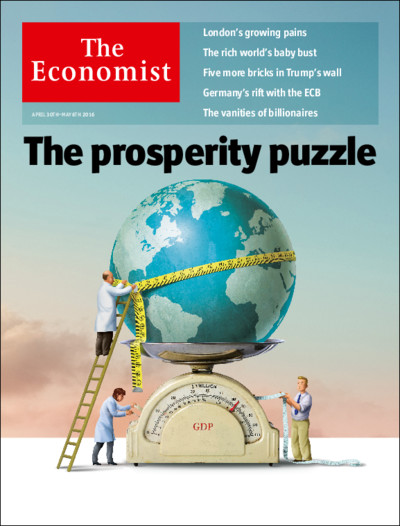 The
Economist
APRIL 30TH–MAY 6TH 2016
London's growing pains
The rich world's baby bust
Five more bricks in Trump's wall
Germany's rift with the ECB
The vanities of billionaires
The prosperity puzzle
$ TRILLION
GDP